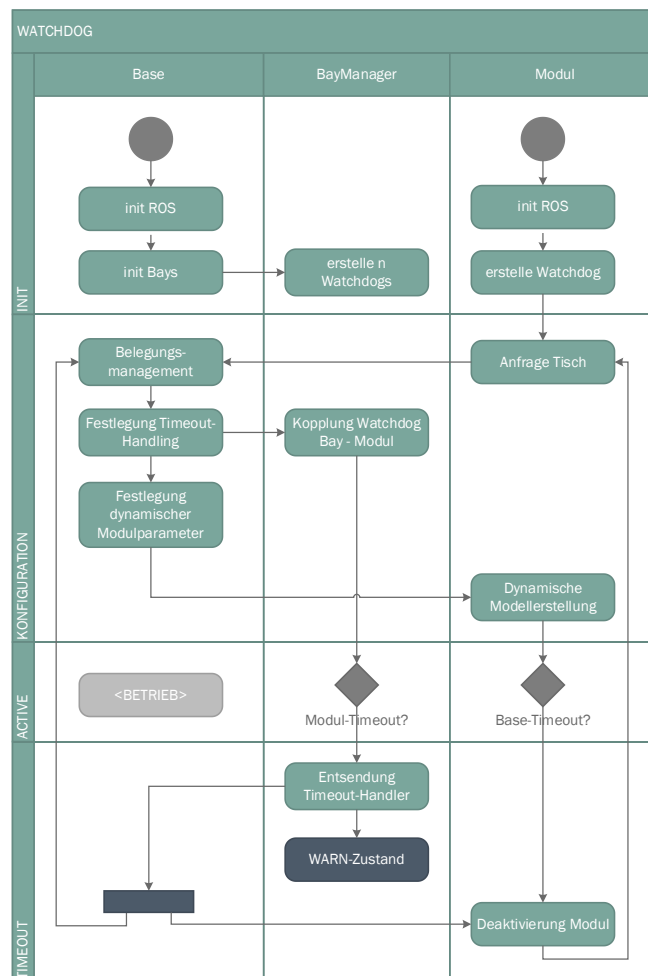 WATCHDOG
Base
BayManager
Modul
INIT
init ROS
init ROS
init Bays
erstelle n
Watchdogs
erstelle Watchdog
KONFIGURATION
Belegungs-
management
Anfrage Tisch
Festlegung Timeout-
Handling
Kopplung Watchdog
Bay - Modul
Festlegung
dynamischer
Modulparameter
Dynamische
Modellerstellung
ACTIVE
<BETRIEB>
Modul-Timeout?
Base-Timeout?
TIMEOUT
Entsendung
Timeout-Handler
WARN-Zustand
Deaktivierung Modul